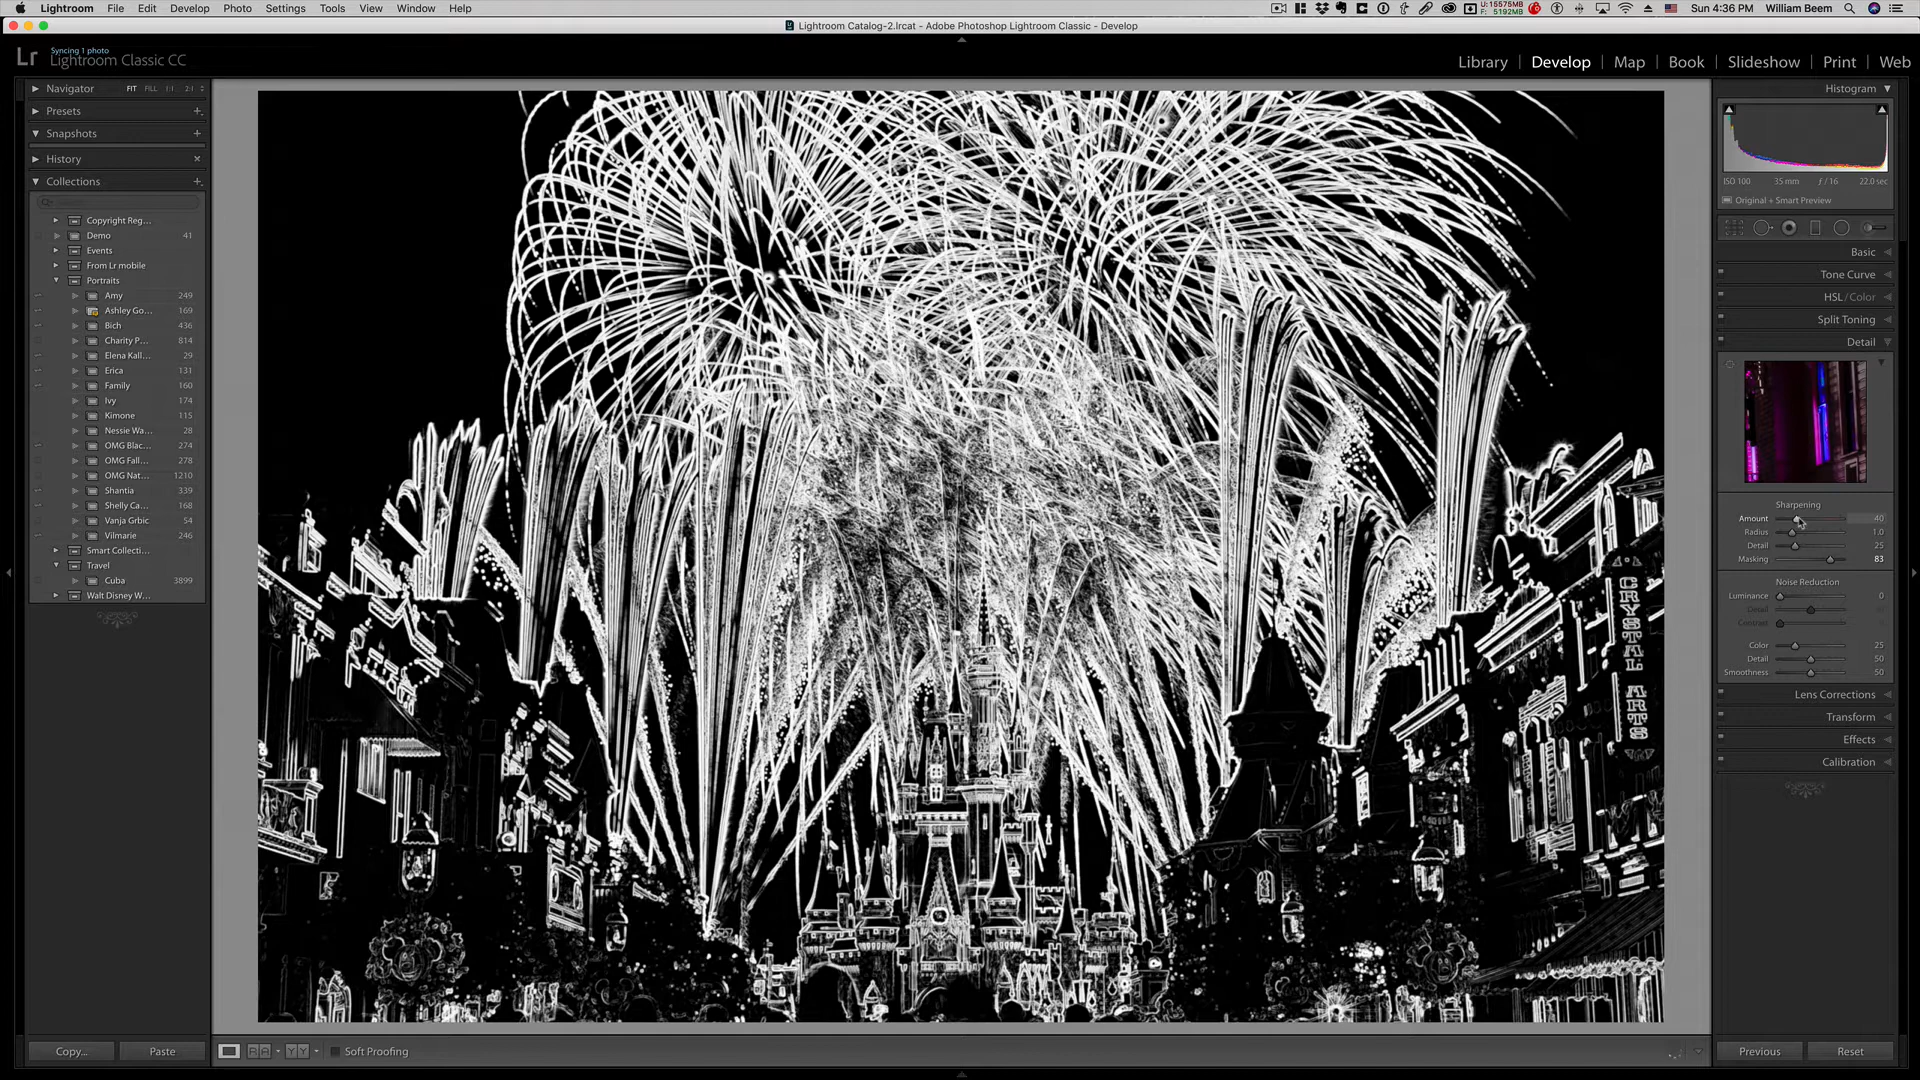 Lightroom File Edit Develop Photo Settings Tools View Window Help
U: 15575MB
F: 5192MB
Sun 4:36 PM William Beem
Lightroom Catalog-2.lrcat - Adobe Photoshop Lightroom Classic - Develop
Lr
Syncing 1 photo
Lightroom Classic CC
Library Develop Map Book Slideshow Print Web
Navigator FIT FILL 1:1 2:1
Presets
Snapshots
History
Collections
Copyright Reg...
Demo 41
Events
From Lr mobile
Portraits
Amy 249
Ashley Go... 169
Bich 436
Charity P... 814
Elena Kall... 29
Erica 131
Family 160
Ivy 174
Kimone 115
Nessie Wa... 28
OMG Blac... 274
OMG Fall... 278
OMG Nat... 1210
Shantia 339
Shelly Ca... 168
Vanja Grbic 54
Vilmarie 246
Smart Collecti...
Travel
Cuba 3899
Walt Disney W...
Copy... Paste
CRYSTAL ARTS
Soft Proofing
Histogram
ISO 100 35 mm ƒ / 16 22.0 sec
Original + Smart Preview
Basic
Tone Curve
HSL / Color
Split Toning
Detail
Sharpening
Amount 40
Radius 1.0
Detail 25
Masking 83
Noise Reduction
Luminance 0
Detail
Contrast
Color 25
Detail 50
Smoothness 50
Lens Corrections
Transform
Effects
Calibration
Previous Reset